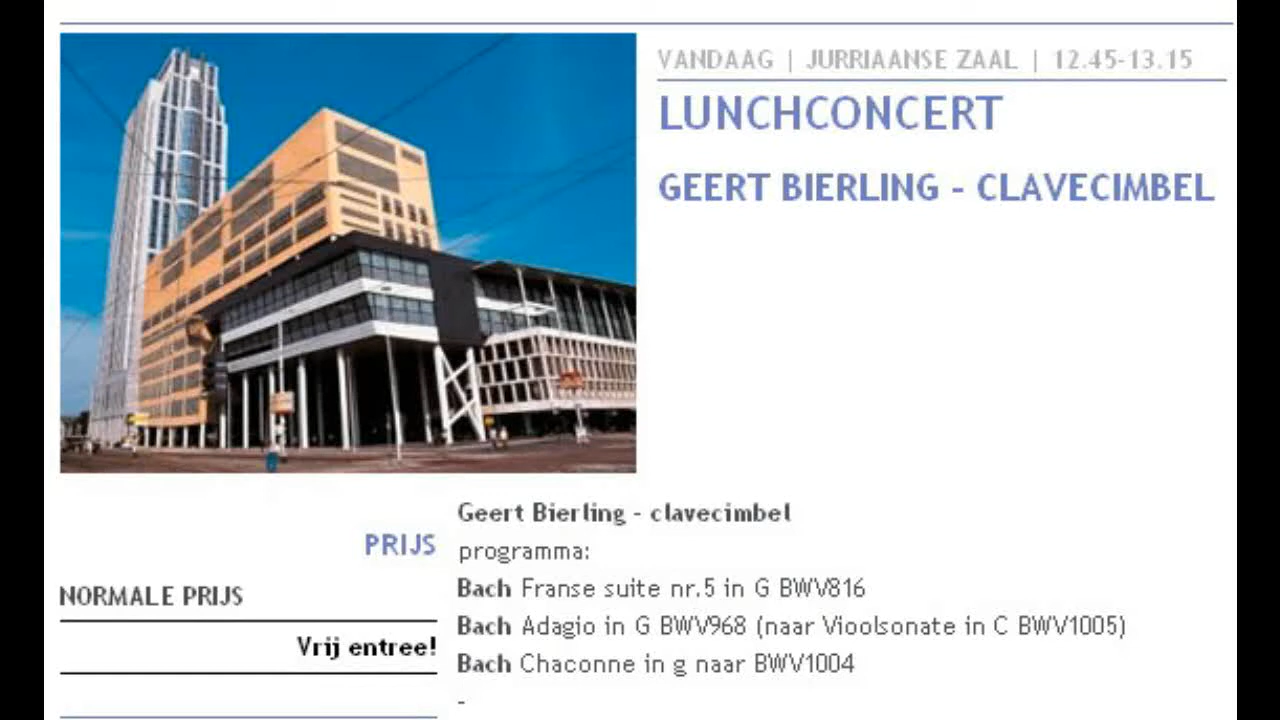 VANDAAG | JURRIAANSE ZAAL | 12.45-13.15
LUNCHCONCERT
GEERT BIERLING - CLAVECIMBEL
PRIJS
NORMALE PRIJS
Vrij entree!
Geert Bierling - clavecimbel
programma:
Bach Franse suite nr.5 in G BWV816
Bach Adagio in G BWV968 (naar Vioolsonate in C BWV1005)
Bach Chaconne in g naar BWV1004
-